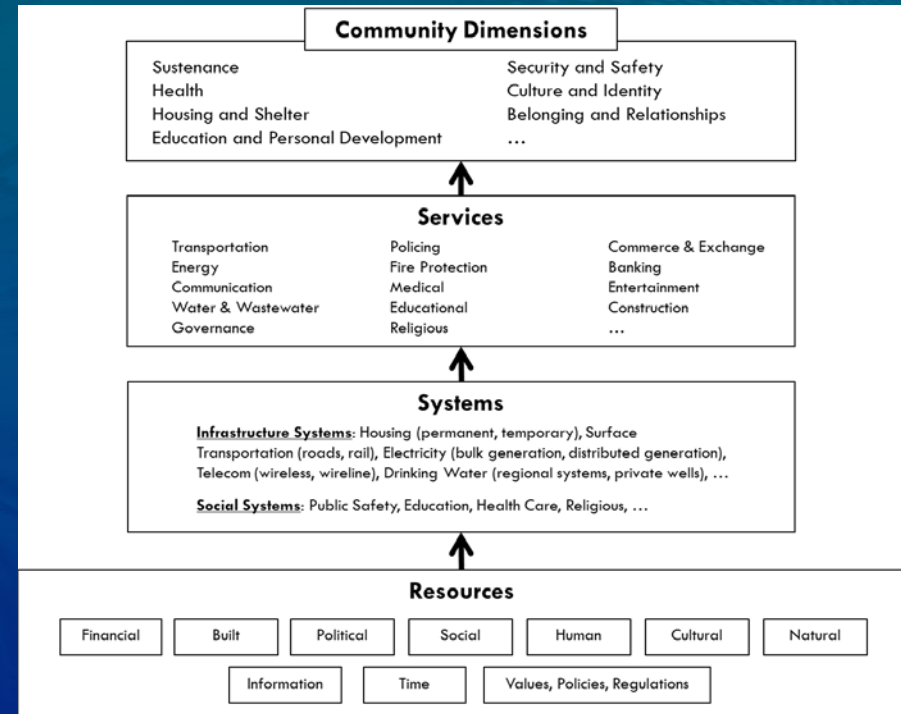 Community Dimensions
Sustenance
Health
Housing and Shelter
Education and Personal Development
Security and Safety
Culture and Identity
Belonging and Relationships
…
Services
Transportation
Energy
Communication
Water & Wastewater
Governance
Policing
Fire Protection
Medical
Educational
Religious
Commerce & Exchange
Banking
Entertainment
Construction
…
Systems
Infrastructure Systems: Housing (permanent, temporary), Surface
Transportation (roads, rail), Electricity (bulk generation, distributed generation),
Telecom (wireless, wireline), Drinking Water (regional systems, private wells), …
Social Systems: Public Safety, Education, Health Care, Religious, …
Resources
Financial
Built
Political
Social
Human
Cultural
Natural
Information
Time
Values, Policies, Regulations